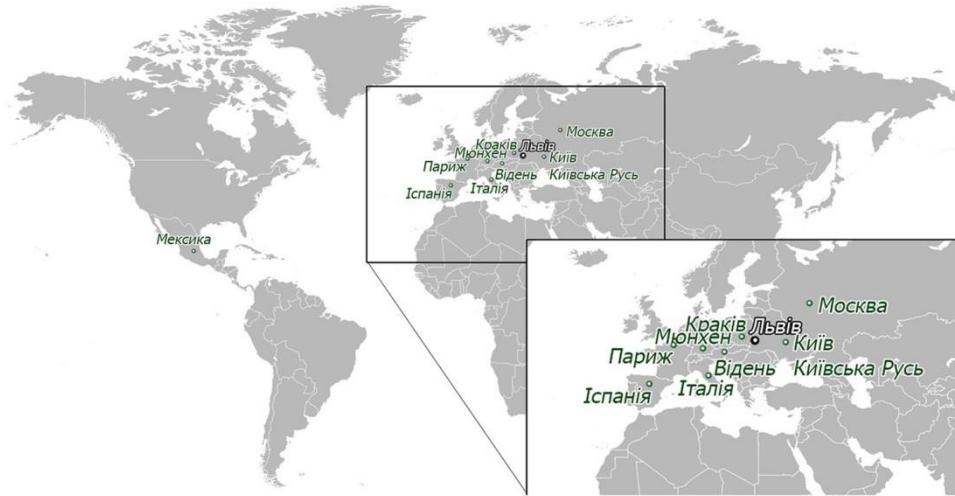 Москва
Краків
Львів
Мюнхен
Київ
Париж
Відень
Київська Русь
Іспанія
Італія
Мексика
Москва
Краків
Львів
Мюнхен
Київ
Париж
Відень
Київська Русь
Іспанія
Італія